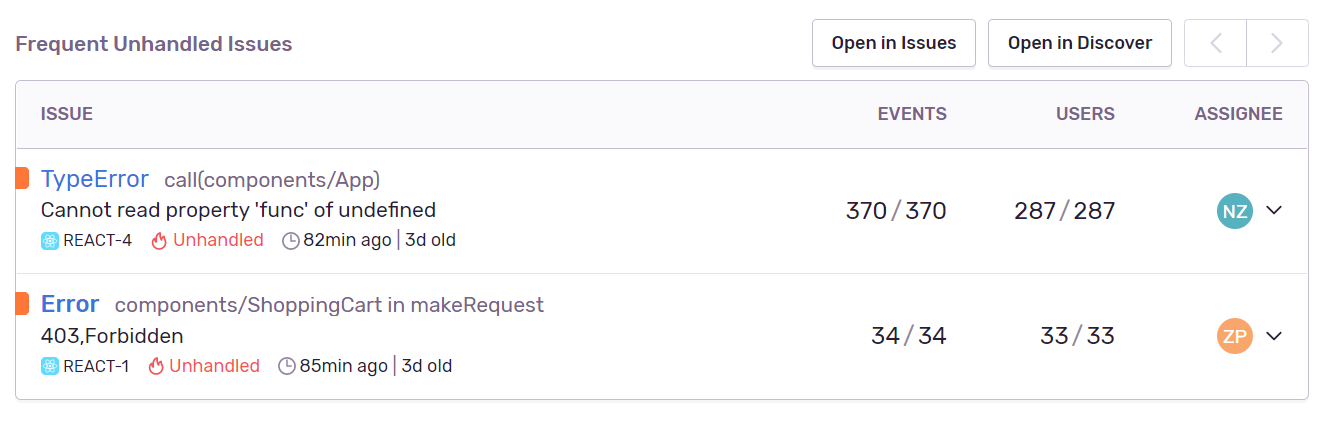 Frequent Unhandled Issues
Open in Issues
Open in Discover
ISSUE EVENTS USERS ASSIGNEE
TypeError call(components/App)
Cannot read property 'func' of undefined
370/370 287/287 NZ
REACT-4 Unhandled 82min ago | 3d old
Error components/ShoppingCart in makeRequest
403,Forbidden
34/34 33/33 ZP
REACT-1 Unhandled 85min ago | 3d old